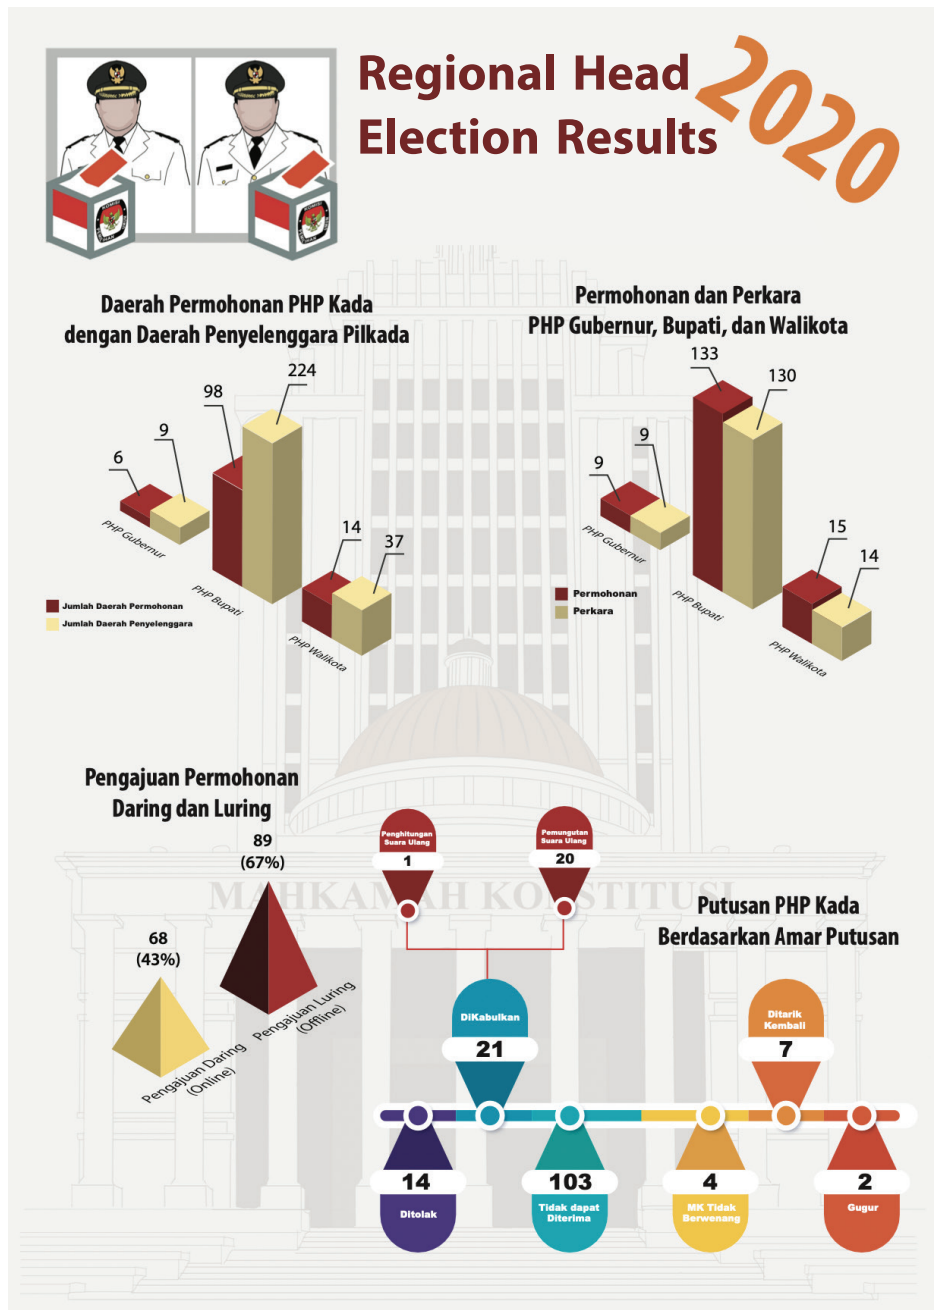 Regional Head
Election Results
2020
Daerah Permohonan PHP Kada
dengan Daerah Penyelenggara Pilkada
6
9
98
224
14
37
PHP Gubernur
PHP Bupati
PHP Walikota
Jumlah Daerah Permohonan
Jumlah Daerah Penyelenggara
Permohonan dan Perkara
PHP Gubernur, Bupati, dan Walikota
9
9
133
130
15
14
PHP Gubernur
PHP Bupati
PHP Walikota
Permohonan
Perkara
Pengajuan Permohonan
Daring dan Luring
89
(67%)
68
(43%)
Pengajuan Luring
(Offline)
Pengajuan Daring
(Online)
MAHKAMAH KONSTITUSI
Putusan PHP Kada
Berdasarkan Amar Putusan
Penghitungan
Suara Ulang
1
Pemungutan
Suara Ulang
20
DiKabulkan
21
Ditarik
Kembali
7
14
Ditolak
103
Tidak dapat
Diterima
4
MK Tidak
Berwenang
2
Gugur